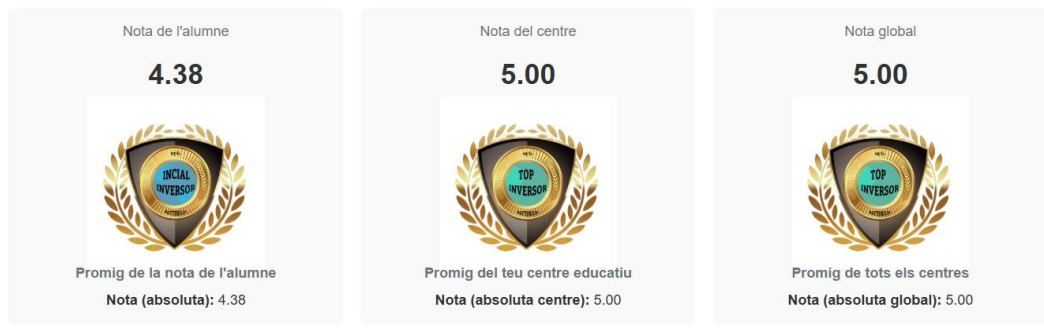 Nota de l'alumne
4.38
INCIAL
INVERSOR
Promig de la nota de l'alumne
Nota (absoluta): 4.38
Nota del centre
5.00
TOP
INVERSOR
Promig del teu centre educatiu
Nota (absoluta centre): 5.00
Nota global
5.00
TOP
INVERSOR
Promig de tots els centres
Nota (absoluta global): 5.00